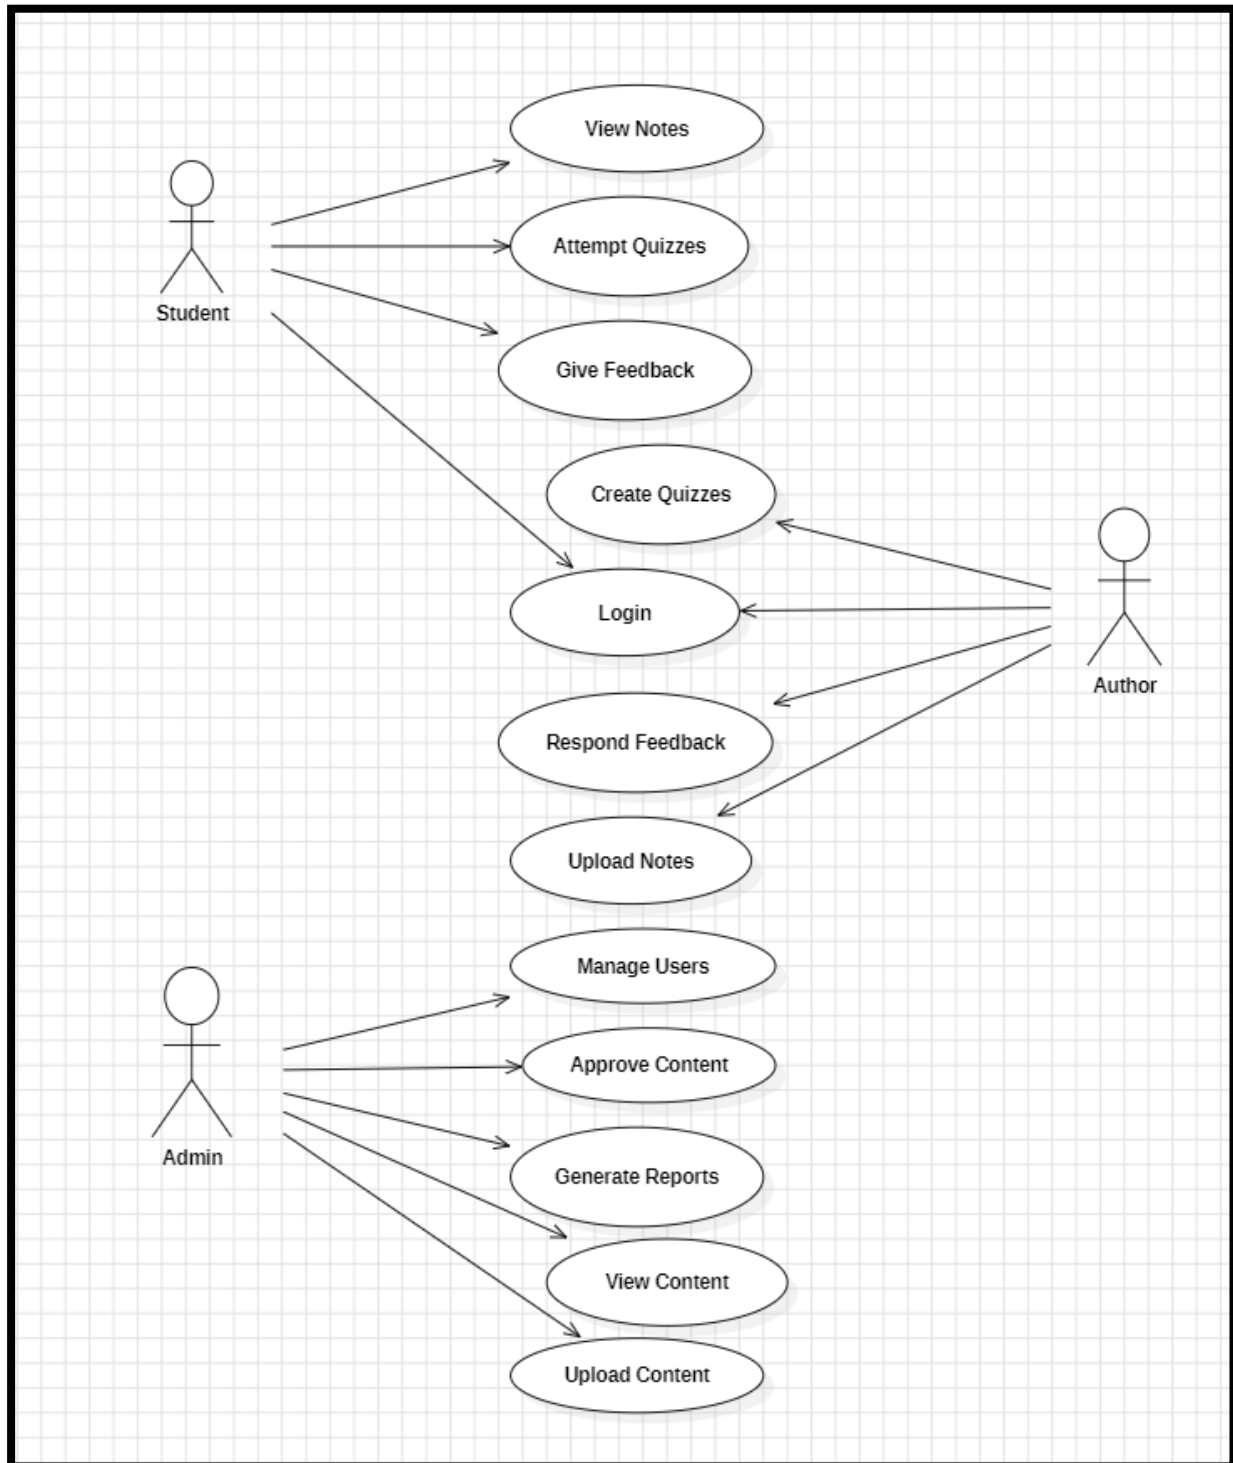 View Notes
Attempt Quizzes
Student
Give Feedback
Create Quizzes
Login
Author
Respond Feedback
Upload Notes
Manage Users
Approve Content
Admin
Generate Reports
View Content
Upload Content